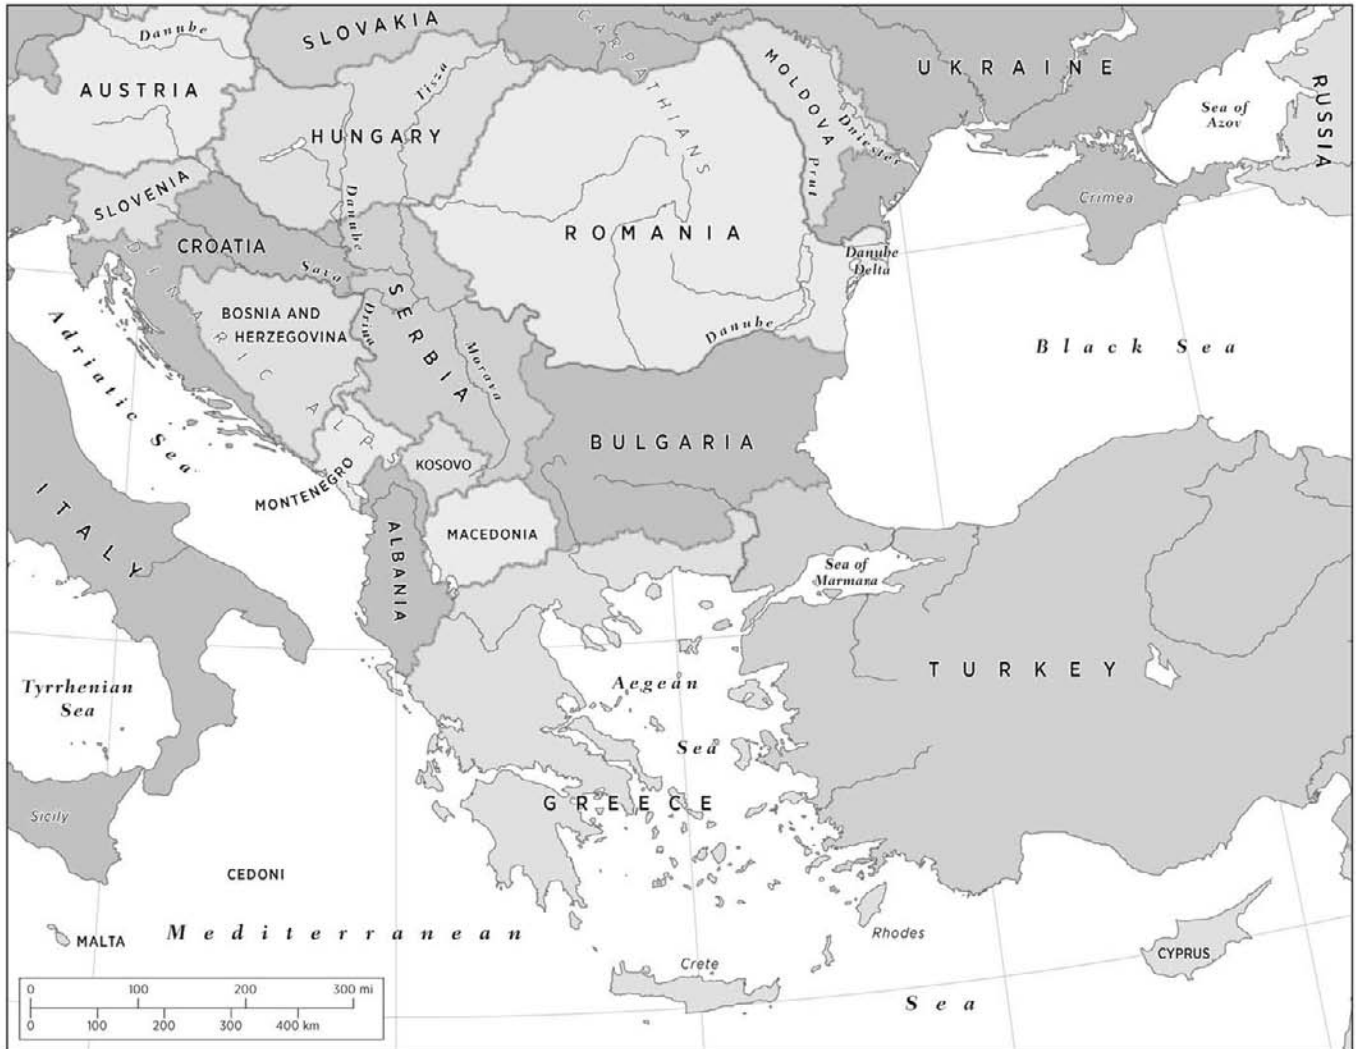 Danube
SLOVAKIA
CARPATHIANS
AUSTRIA
Tisza
MOLDOVA
UKRAINE
RUSSIA
Sea of
Azov
HUNGARY
Dniester
Prut
SLOVENIA
Danube
Crimea
CROATIA
ROMANIA
Sava
Danube
Delta
DINARIC ALPS
BOSNIA AND
HERZEGOVINA
Drina
SERBIA
Morava
Danube
Black Sea
Adriatic Sea
BULGARIA
KOSOVO
MONTENEGRO
ITALY
ALBANIA
MACEDONIA
Sea of
Marmara
TURKEY
Tyrrhenian
Sea
Aegean
Sea
GREECE
Sicily
CEDONI
MALTA
Mediterranean
Rhodes
Crete
CYPRUS
Sea
0 100 200 300 mi
0 100 200 300 400 km